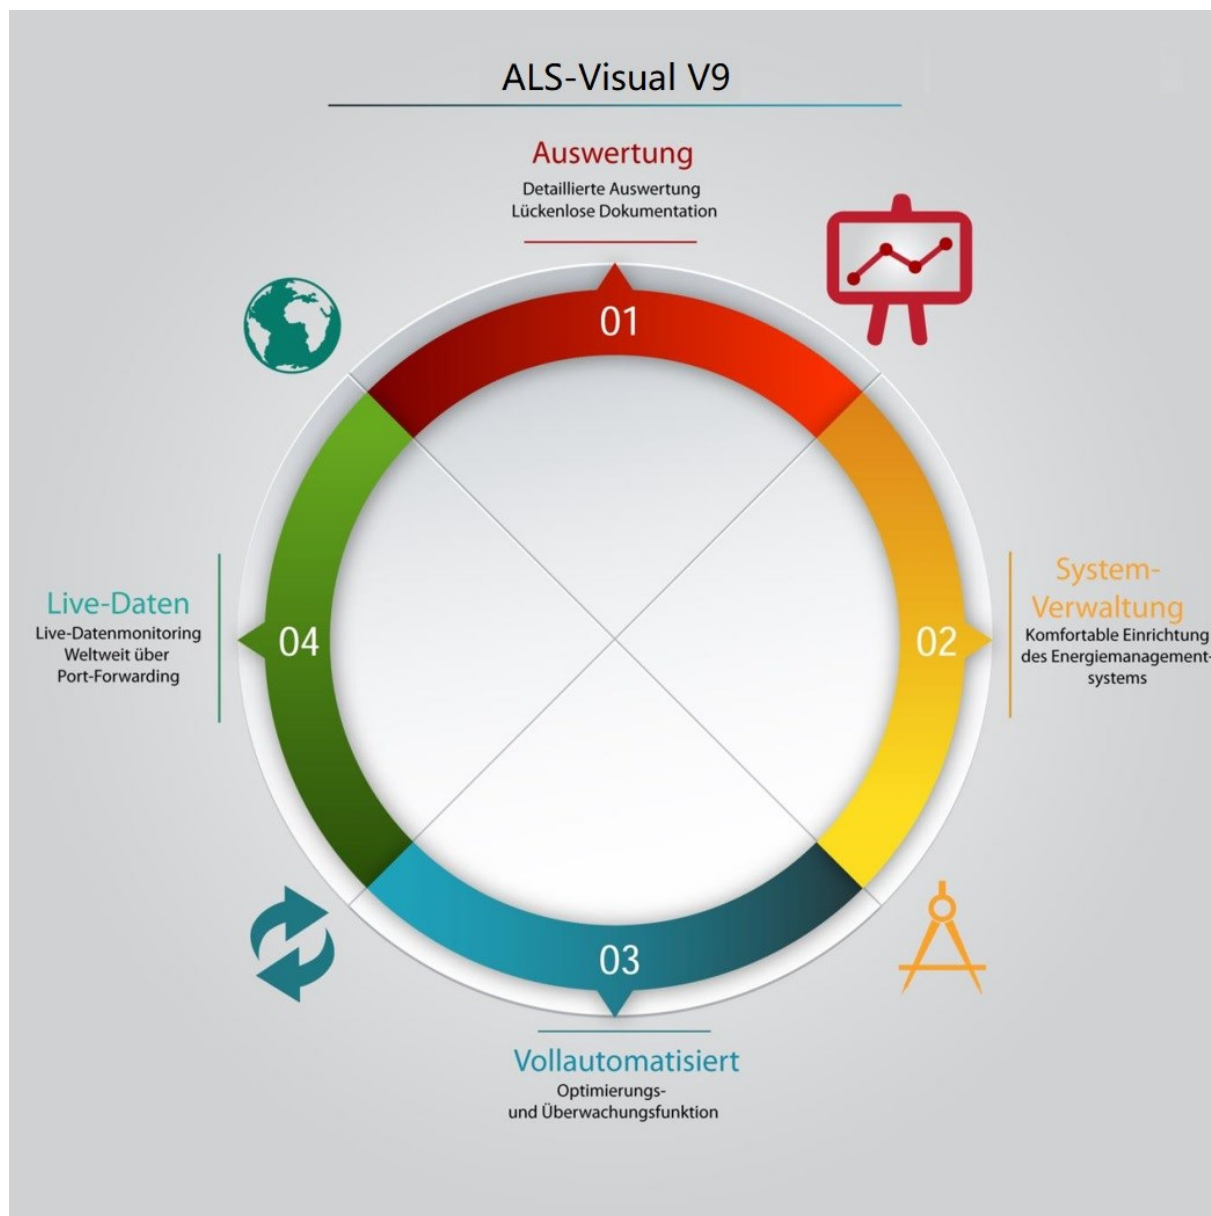 ALS-Visual V9
Auswertung
Detaillierte Auswertung
Lückenlose Dokumentation
01
System-
Verwaltung
Komfortable Einrichtung
des Energiemanagement-
systems
02
03
Vollautomatisiert
Optimierungs-
und Überwachungsfunktion
Live-Daten
Live-Datenmonitoring
Weltweit über
Port-Forwarding
04